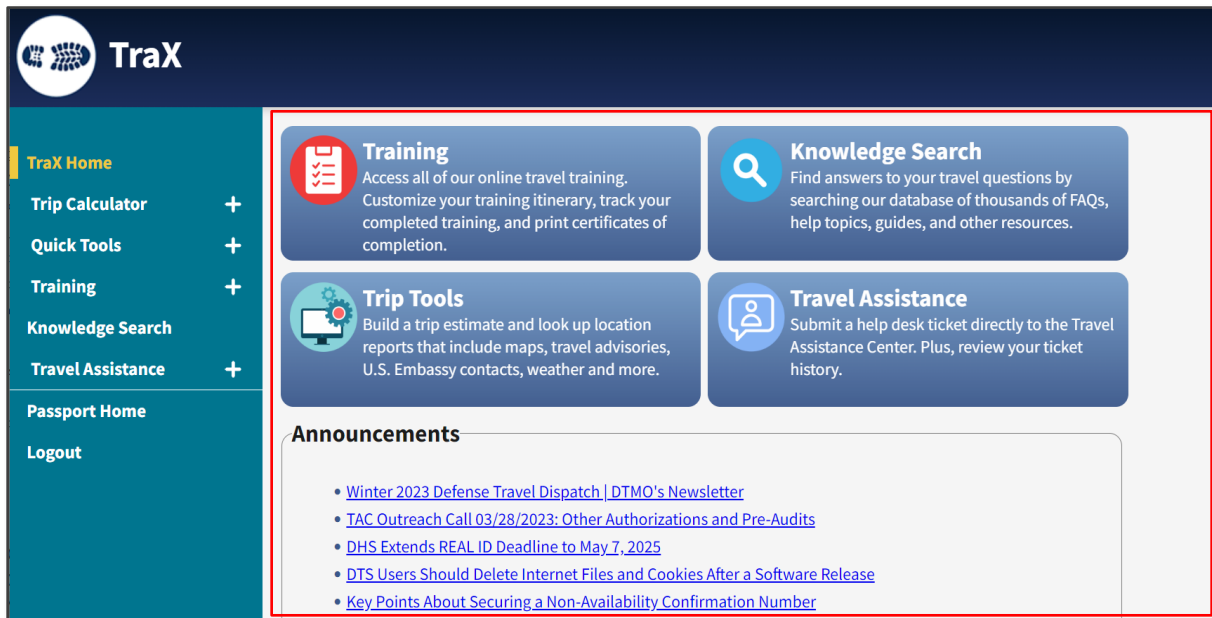 TraX
TraX Home
Trip Calculator
Quick Tools
Training
Knowledge Search
Travel Assistance
Passport Home
Logout
Training
Access all of our online travel training.
Customize your training itinerary, track your
completed training, and print certificates of
completion.
Knowledge Search
Find answers to your travel questions by
searching our database of thousands of FAQs,
help topics, guides, and other resources.
Trip Tools
Build a trip estimate and look up location
reports that include maps, travel advisories,
U.S. Embassy contacts, weather and more.
Travel Assistance
Submit a help desk ticket directly to the Travel
Assistance Center. Plus, review your ticket
history.
Announcements
Winter 2023 Defense Travel Dispatch | DTMO's Newsletter
TAC Outreach Call 03/28/2023: Other Authorizations and Pre-Audits
DHS Extends REAL ID Deadline to May 7, 2025
DTS Users Should Delete Internet Files and Cookies After a Software Release
Key Points About Securing a Non-Availability Confirmation Number